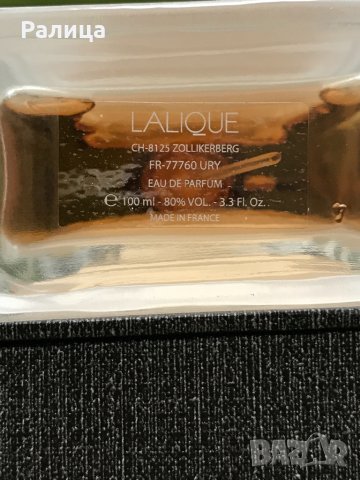 Ралица
LALIQUE
CH-8125 ZOLLIKERBERG
FR-77760 URY
EAU DE PARFUM
℮ 100 ml - 80% VOL. - 3.3 Fl. Oz.
MADE IN FRANCE
BAZAR